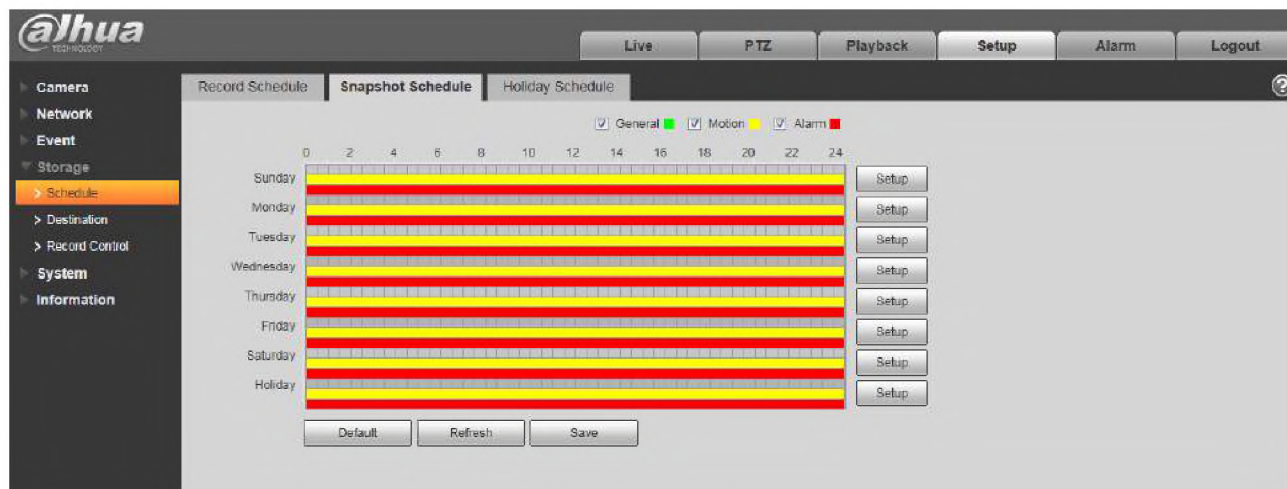 alhua
TECHNOLOGY
Live PTZ Playback Setup Alarm Logout
Camera
Network
Event
Storage
> Schedule
> Destination
> Record Control
System
Information
Record Schedule Snapshot Schedule Holiday Schedule
?
General Motion Alarm
0 2 4 6 8 10 12 14 16 18 20 22 24
Sunday Setup
Monday Setup
Tuesday Setup
Wednesday Setup
Thursday Setup
Friday Setup
Saturday Setup
Holiday Setup
Default Refresh Save